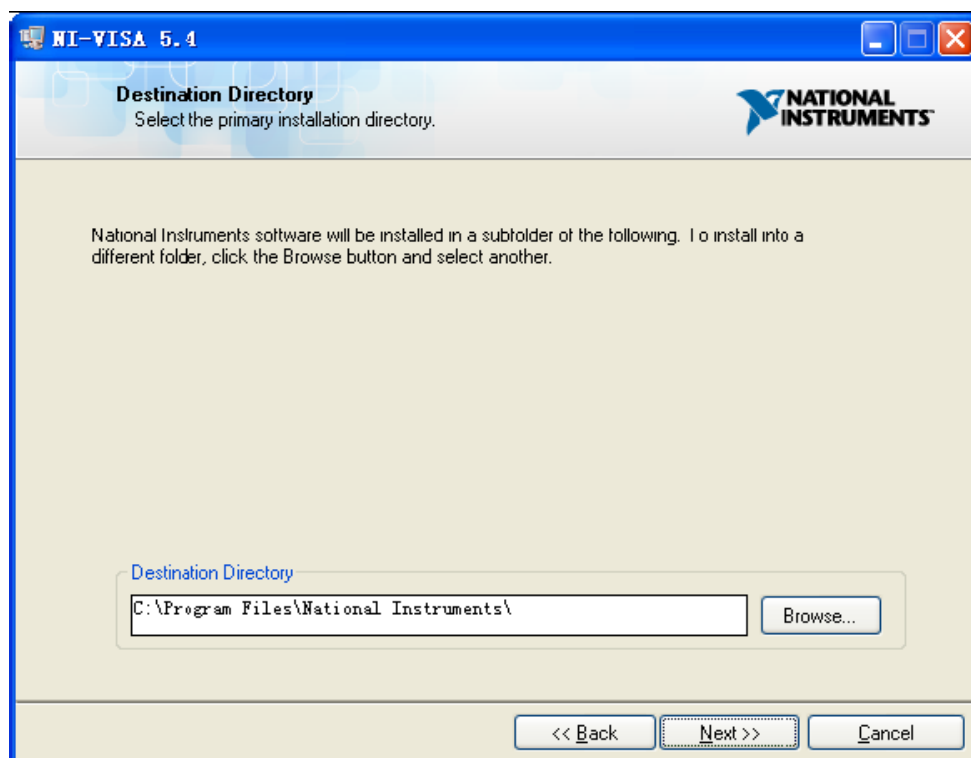 NI-VISA 5.4
Destination Directory
Select the primary installation directory.
NATIONAL
INSTRUMENTS™
National Instruments software will be installed in a subfolder of the following. To install into a
different folder, click the Browse button and select another.
Destination Directory
C:\Program Files\National Instruments\
Browse...
<< Back
Next >>
Cancel